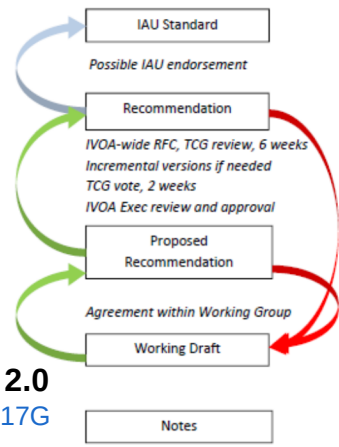 IAU Standard
Possible IAU endorsement
Recommendation
IVOA-wide RFC, TCG review, 6 weeks
Incremental versions if needed
TCG vote, 2 weeks
IVOA Exec review and approval
Proposed
Recommendation
Agreement within Working Group
Working Draft
2.0
17G
Notes